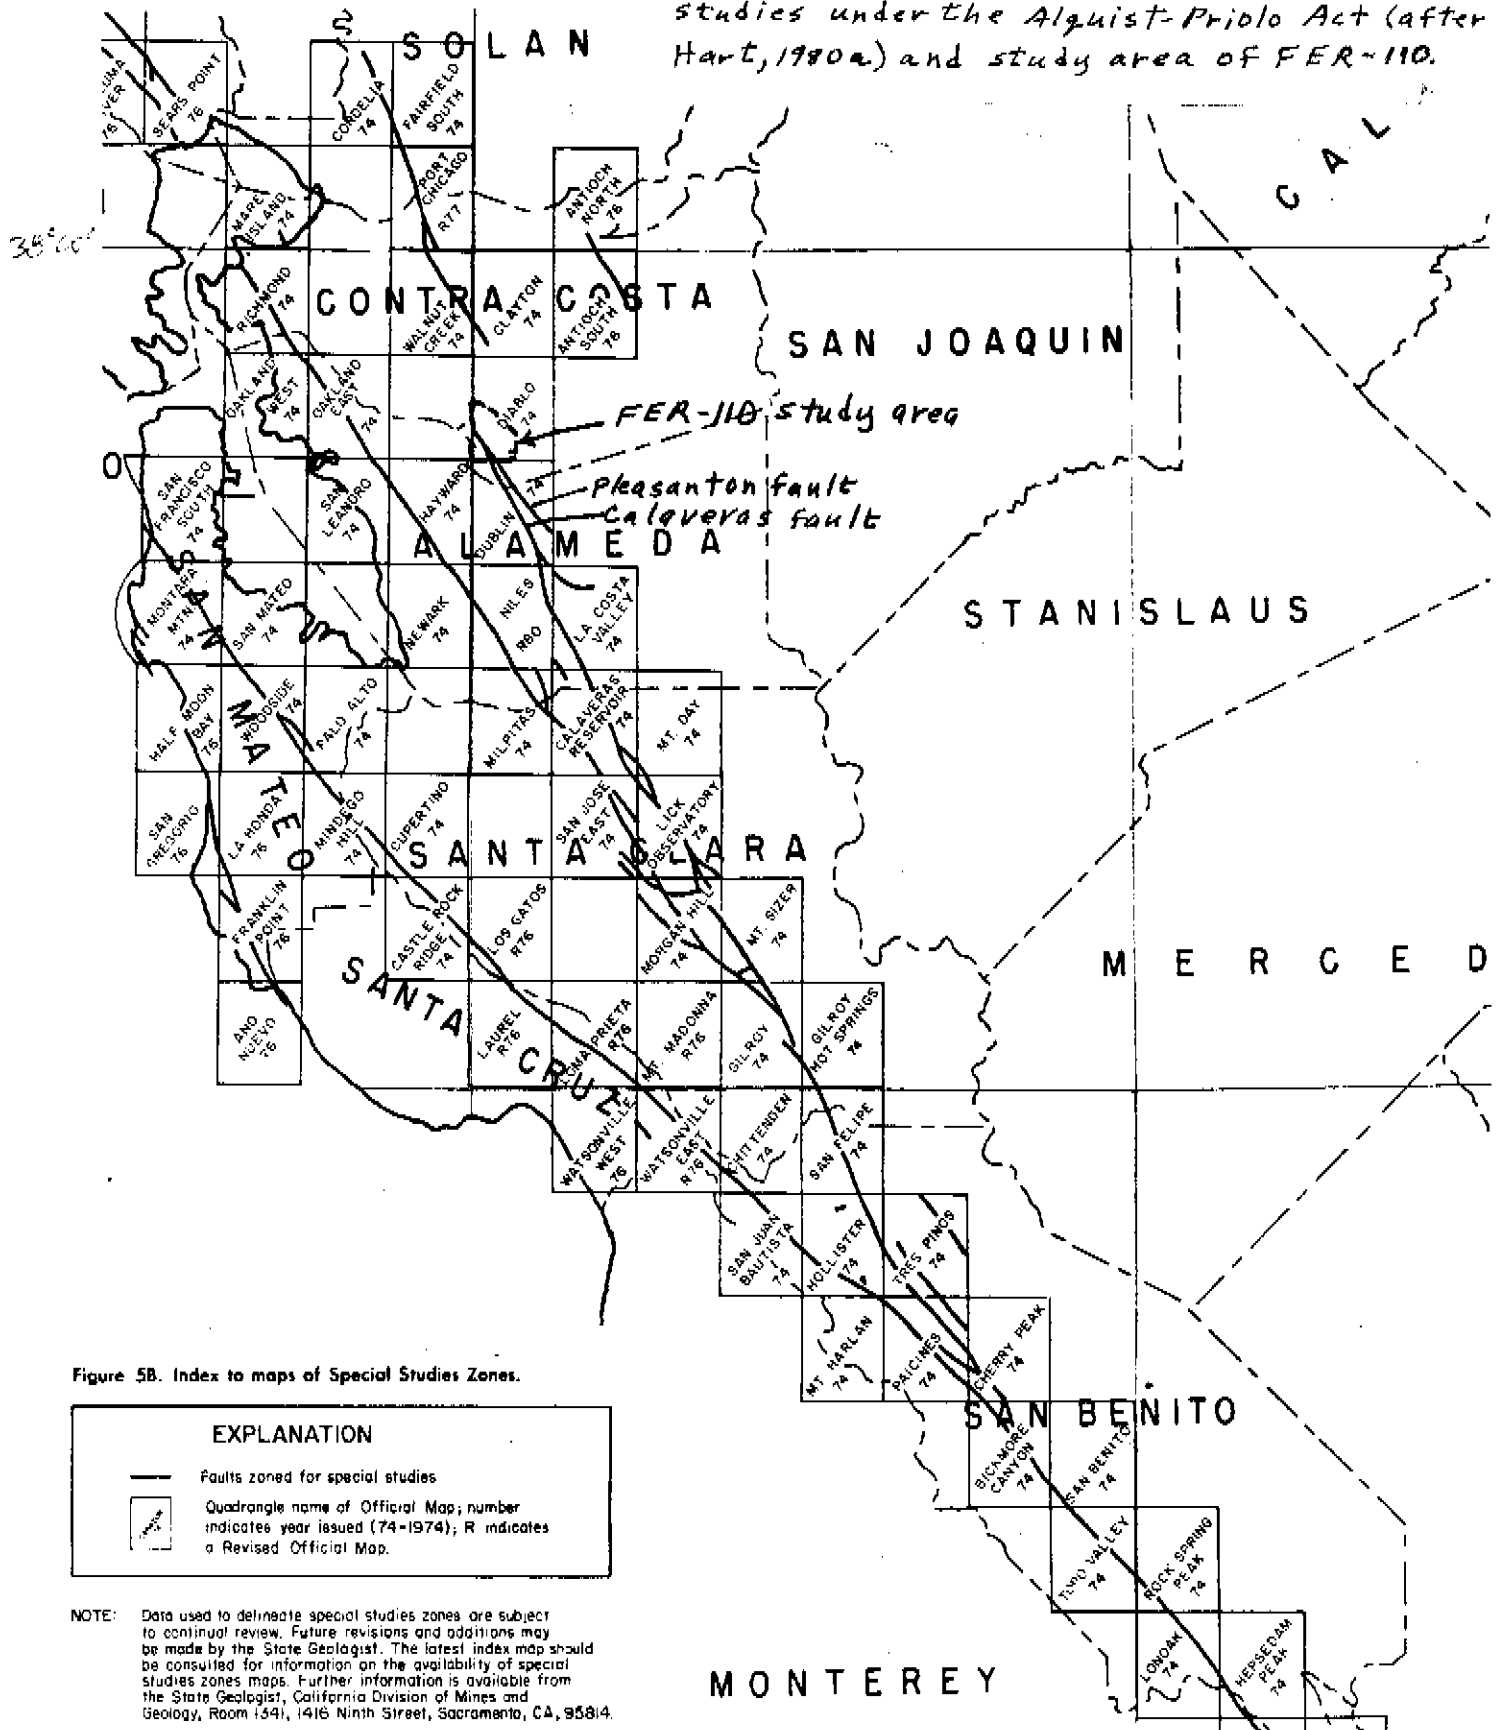 studies under the Alquist-Priolo Act (after
Hart, 1980a) and study area of FER-110.
SOLAN
CAL
SEARS POINT
76
CORDELIA
74
FAIRFIELD
SOUTH
74
MARE
ISLAND
74
PORT
CHICAGO
R77
ANTIOCH
NORTH
76
38°00'
RICHMOND
74
CONTRA COSTA
WALNUT
CREEK
74
CLAYTON
74
ANTIOCH
SOUTH
76
SAN JOAQUIN
OAKLAND
WEST
74
OAKLAND
EAST
74
DIABLO
74
FER-110 study area
SAN
FRANCISCO
SOUTH
74
SAN
LEANDRO
74
HAYWARD
74
DUBLIN
74
Pleasanton fault
Calaveras fault
ALAMEDA
MONTARA
MTN
74
SAN MATEO
74
NEWARK
74
NILES
R80
LA COSTA
VALLEY
74
STANISLAUS
SAN MATEO
HALF MOON
BAY
76
WOODSIDE
74
PALO ALTO
74
MILPITAS
74
CALAVERAS
RESERVOIR
74
MT. DAY
74
SAN
GREGORIO
76
LA HONDA
76
MINDEGO
HILL
74
CUPERTINO
74
SAN JOSE
EAST
74
LICK
OBSERVATORY
74
SANTA CLARA
FRANKLIN
POINT
76
CASTLE ROCK
RIDGE
74
LOS GATOS
R76
MORGAN HILL
74
MT. SIZER
74
MERCED
SANTA CRUZ
ANO
NUEVO
76
LAUREL
R76
LOMA PRIETA
R76
MT. MADONNA
R76
GILROY
74
GILROY
HOT SPRINGS
74
WATSONVILLE
WEST
76
WATSONVILLE
EAST
R76
CHITTENDEN
74
SAN FELIPE
74
SAN JUAN
BAUTISTA
74
HOLLISTER
74
TRES PINOS
74
MT HARLAN
74
PAICINES
74
CHERRY PEAK
74
SAN BENITO
BICKMORE
CANYON
74
SAN BENITO
74
TOPO VALLEY
74
ROCK SPRING
PEAK
74
LONOAK
74
HEPSEDAM
PEAK
74
MONTEREY
Figure 5B. Index to maps of Special Studies Zones.
EXPLANATION
Faults zoned for special studies
Quadrangle name of Official Map; number
indicates year issued (74=1974); R indicates
a Revised Official Map.
NOTE: Data used to delineate special studies zones are subject
to continual review. Future revisions and additions may
be made by the State Geologist. The latest index map should
be consulted for information on the availability of special
studies zones maps. Further information is available from
the State Geologist, California Division of Mines and
Geology, Room 1341, 1416 Ninth Street, Sacramento, CA, 95814.